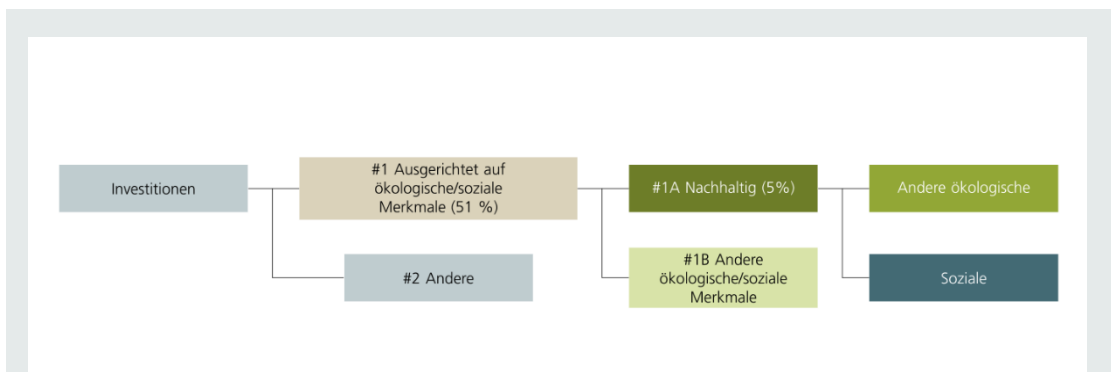 Investitionen
#1 Ausgerichtet auf
ökologische/soziale
Merkmale (51 %)
#1A Nachhaltig (5%)
Andere ökologische
#2 Andere
#1B Andere
ökologische/soziale
Merkmale
Soziale